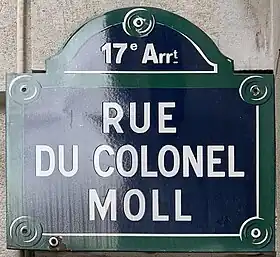 17e Arrt
RUE
DU COLONEL
MOLL